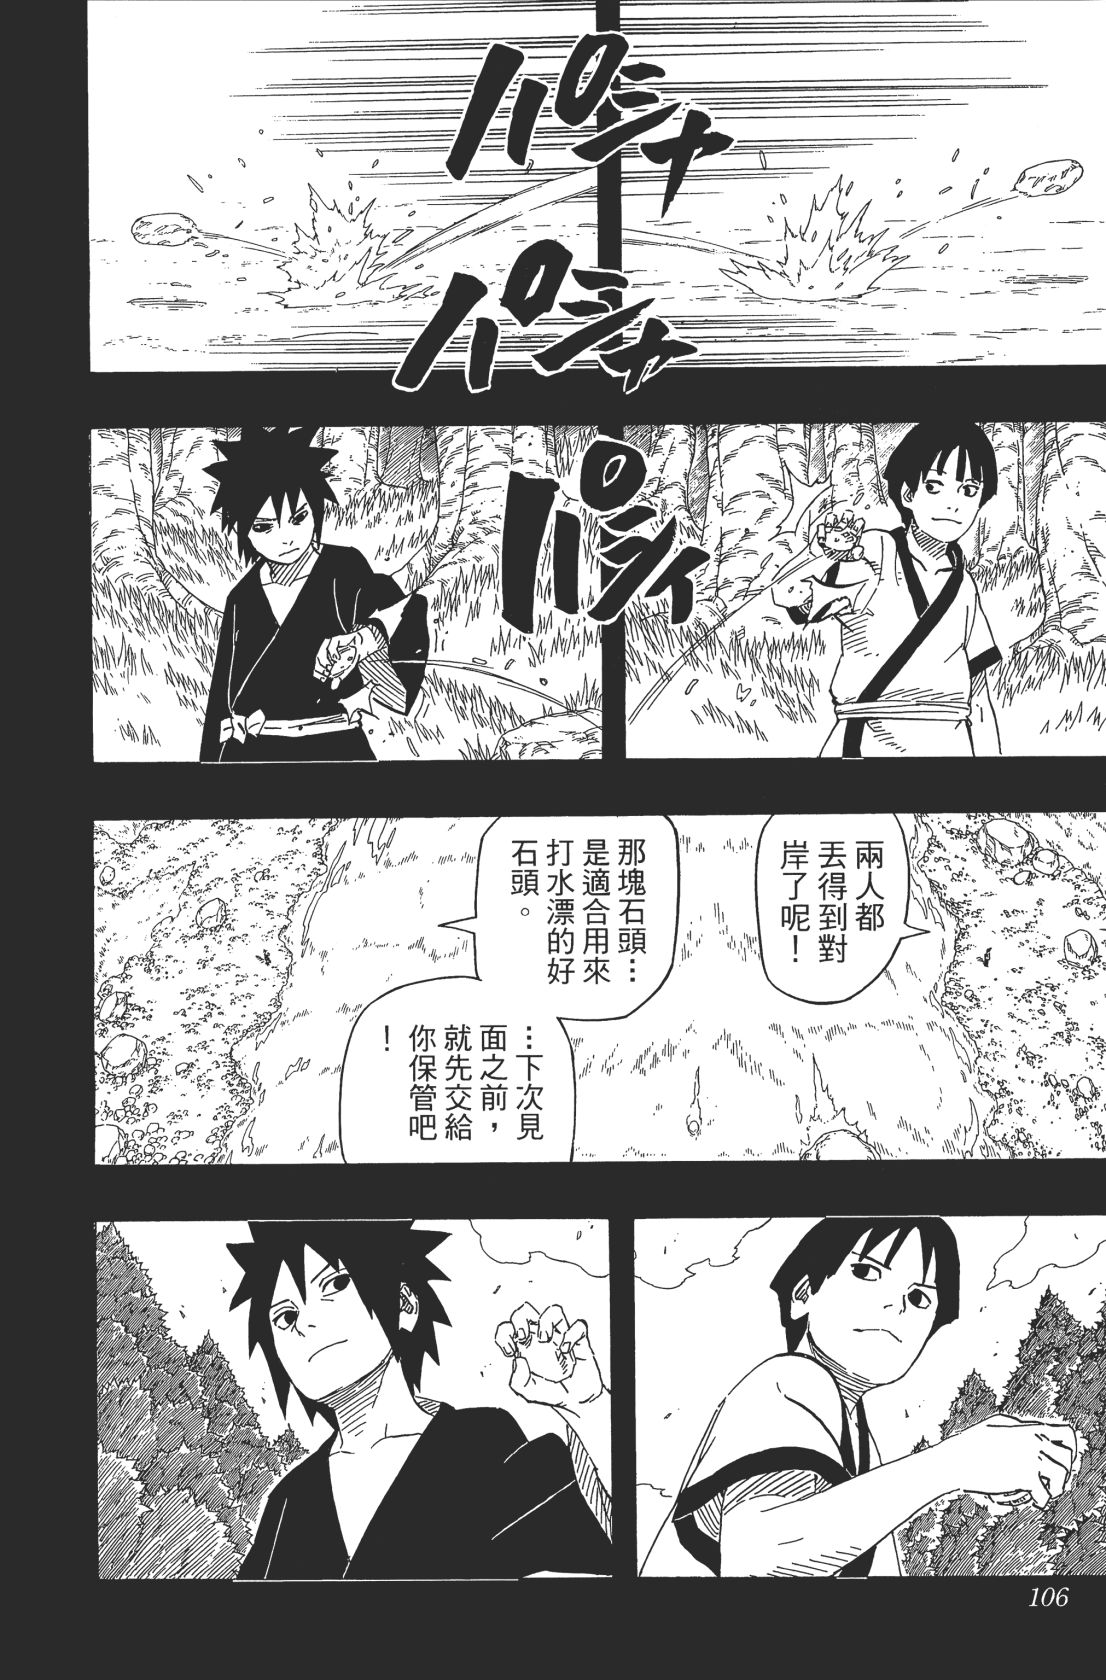 パシャ
パシャ
パシィ
兩人都
丟得到對
岸了呢！
那塊石頭…
是適合用來
打水漂的好
石頭。
…下次見
面之前，
就先交給
你保管吧
！
106